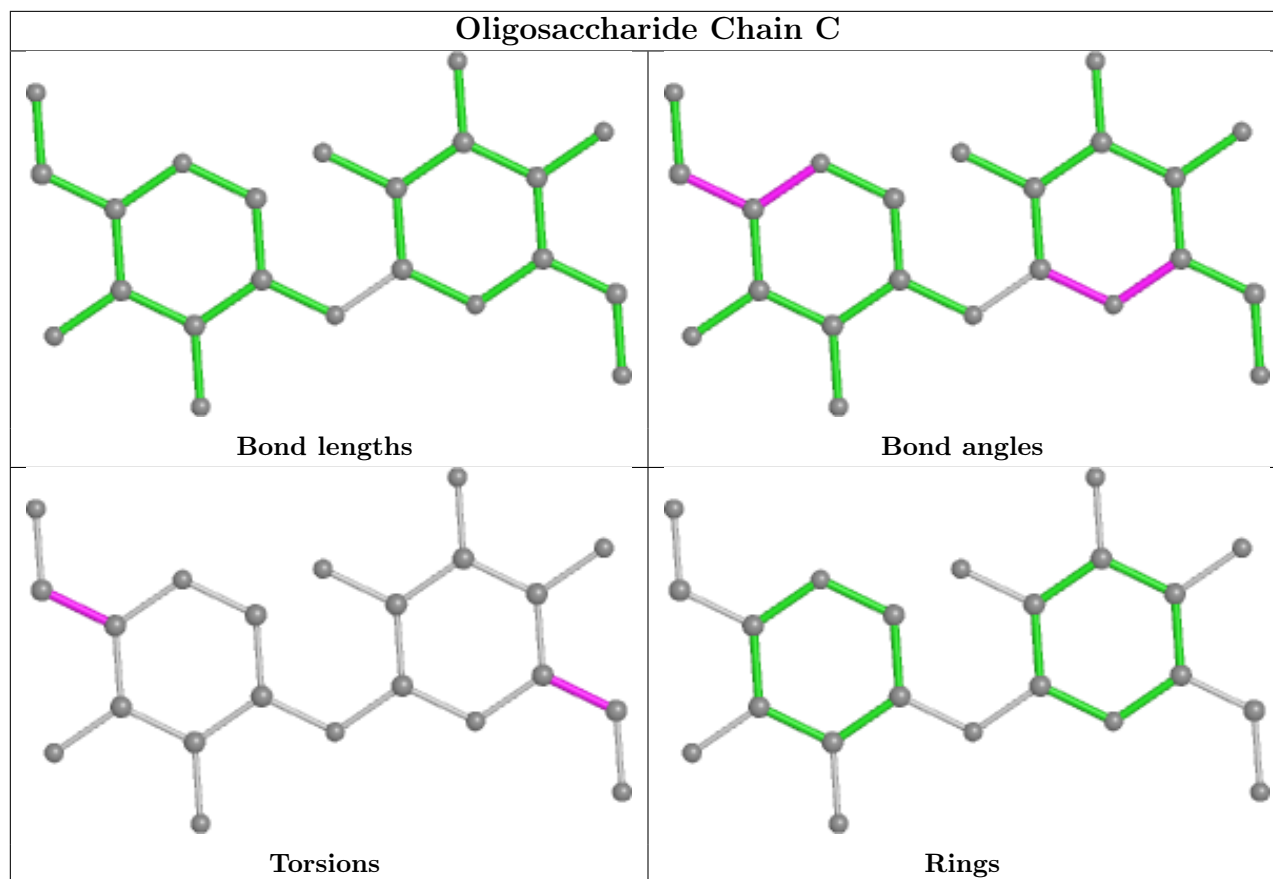 Oligosaccharide Chain C
Bond lengths
Bond angles
Torsions
Rings